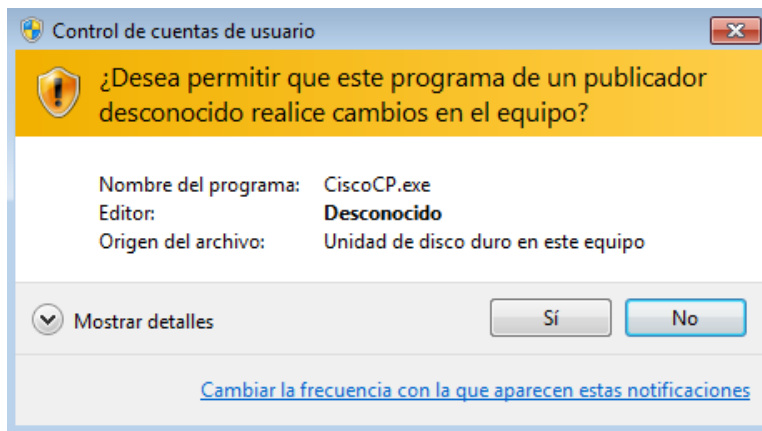 Control de cuentas de usuario
¿Desea permitir que este programa de un publicador
desconocido realice cambios en el equipo?
Nombre del programa: CiscoCP.exe
Editor: Desconocido
Origen del archivo: Unidad de disco duro en este equipo
Mostrar detalles Sí No
Cambiar la frecuencia con la que aparecen estas notificaciones